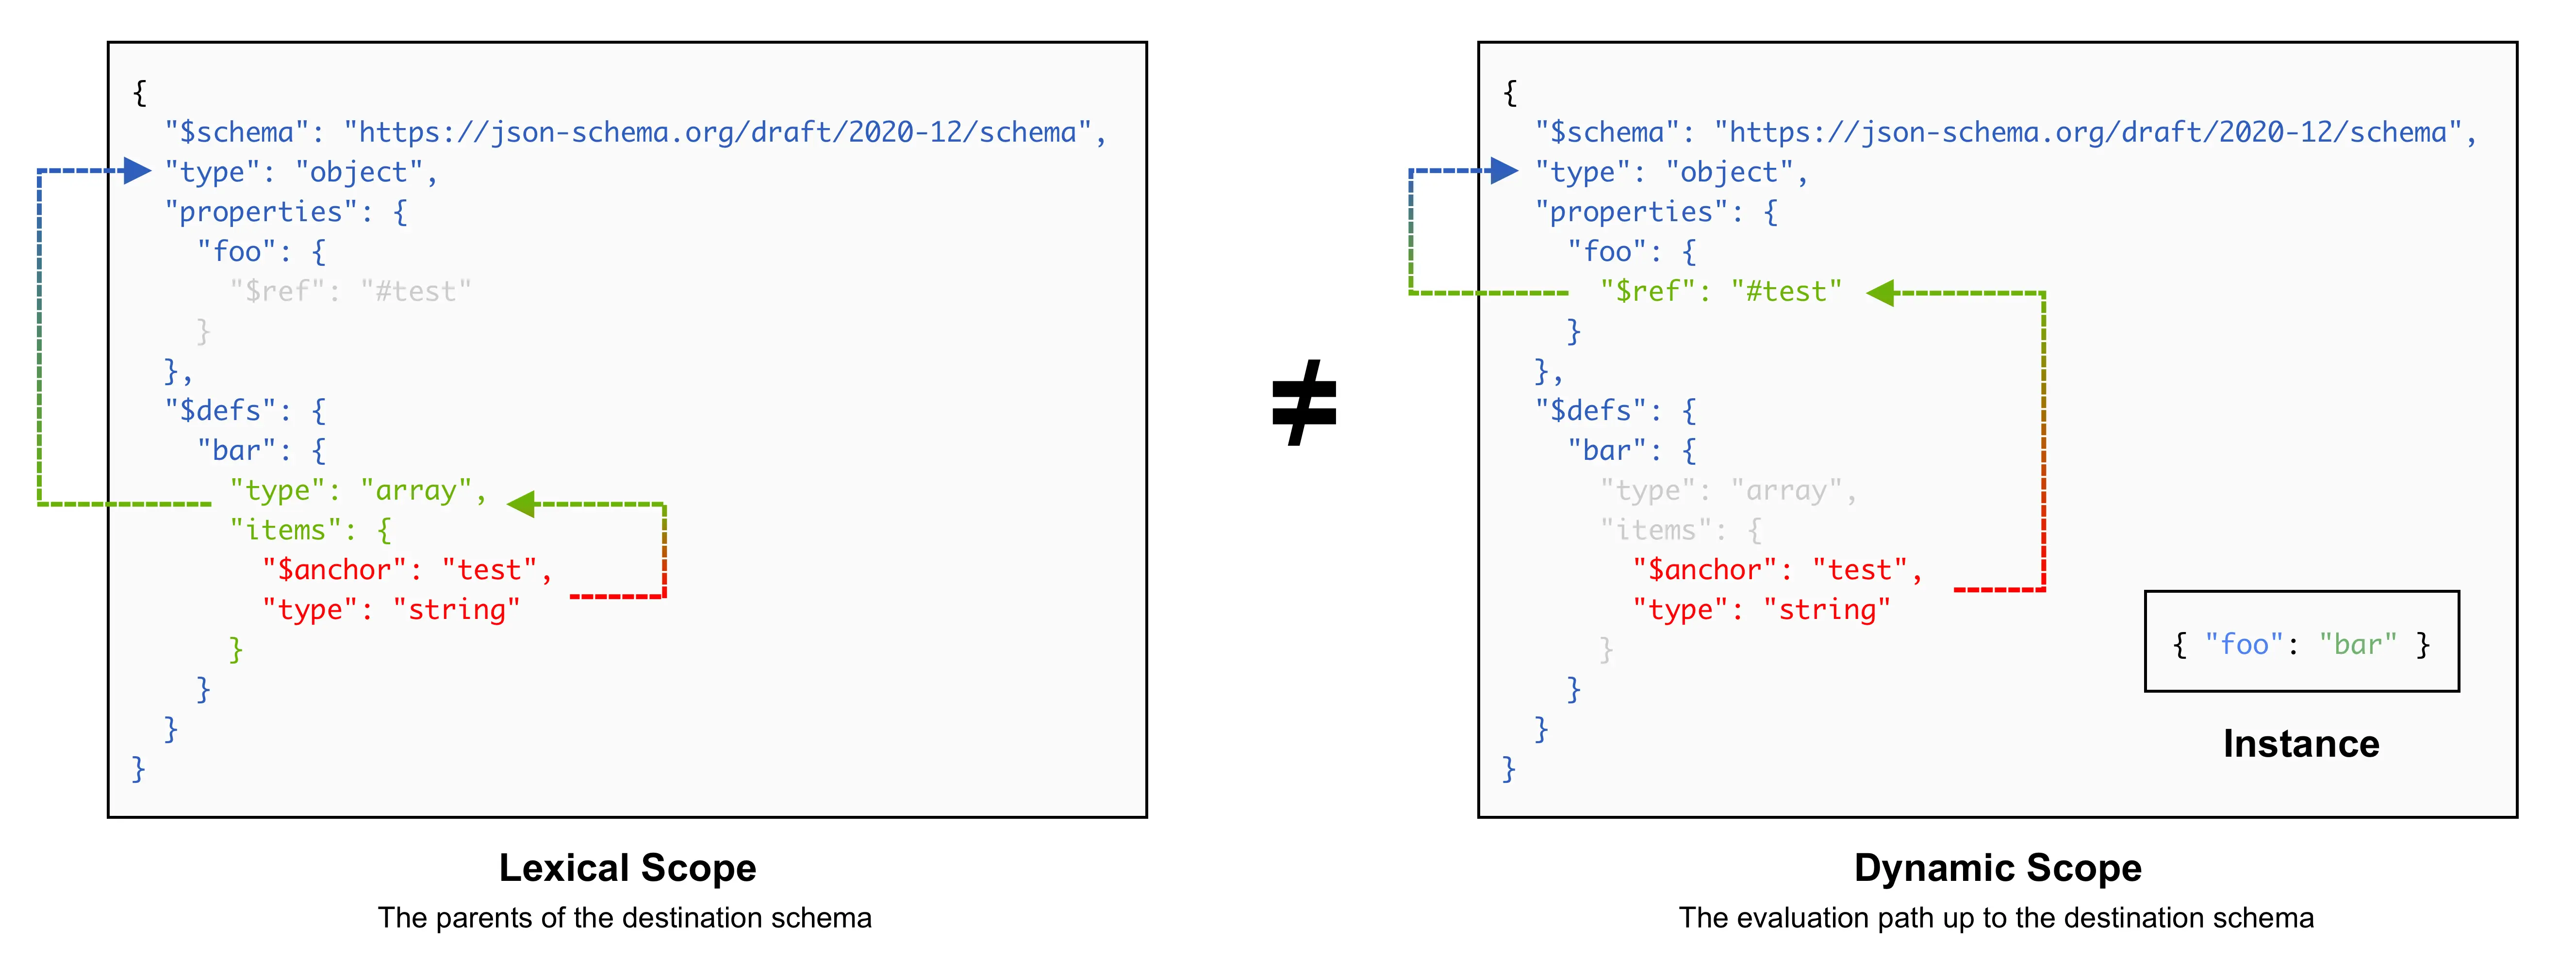 {
  "$schema": "https://json-schema.org/draft/2020-12/schema",
  "type": "object",
  "properties": {
    "foo": {
      "$ref": "#test"
    }
  },
  "$defs": {
    "bar": {
      "type": "array",
      "items": {
        "$anchor": "test",
        "type": "string"
      }
    }
  }
}
Lexical Scope
The parents of the destination schema
≠
{
  "$schema": "https://json-schema.org/draft/2020-12/schema",
  "type": "object",
  "properties": {
    "foo": {
      "$ref": "#test"
    }
  },
  "$defs": {
    "bar": {
      "type": "array",
      "items": {
        "$anchor": "test",
        "type": "string"
      }
    }
  }
}
{ "foo": "bar" }
Instance
Dynamic Scope
The evaluation path up to the destination schema